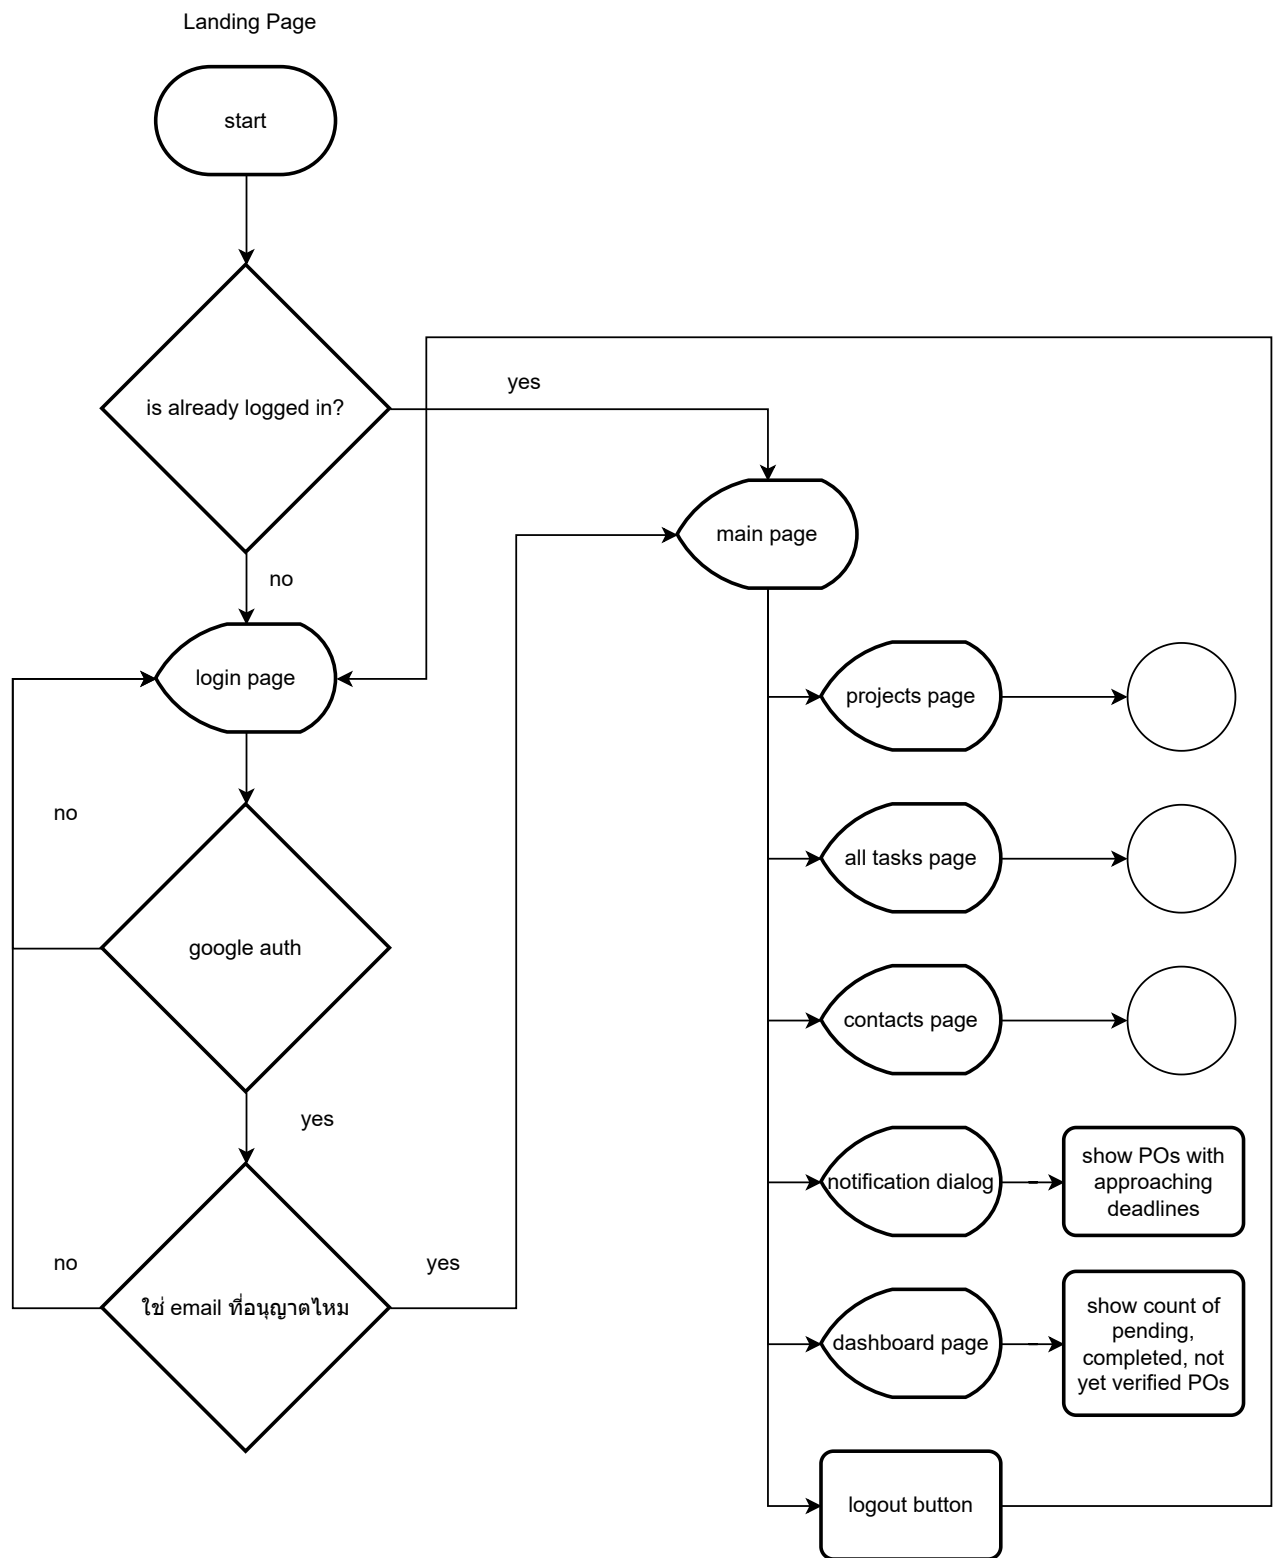 Landing Page
start
is already logged in?
yes
no
main page
login page
projects page
no
all tasks page
google auth
contacts page
yes
notification dialog
show POs with
approaching
deadlines
no
yes
ใช่ email ที่อนุญาตไหม
dashboard page
show count of
pending,
completed, not
yet verified POs
logout button